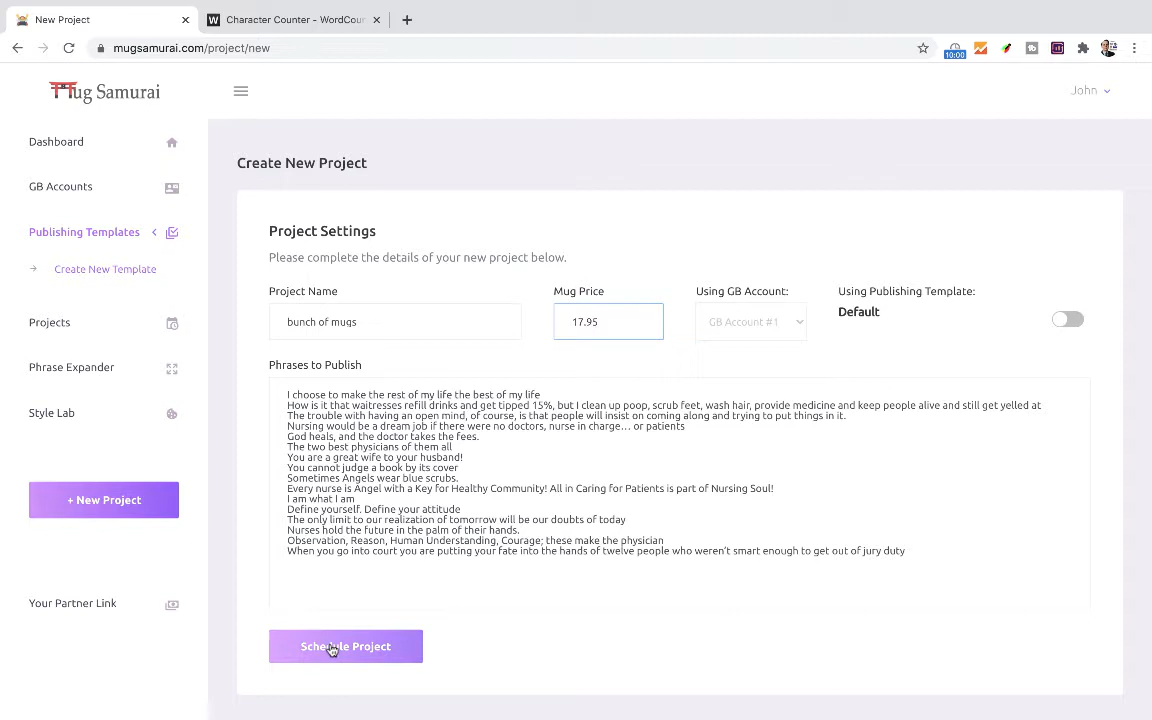 New Project
Character Counter - WordCou
mugsamurai.com/project/new
10:00
Mug Samurai
John
Dashboard
GB Accounts
Publishing Templates
Create New Template
Projects
Phrase Expander
Style Lab
+ New Project
Your Partner Link
Create New Project
Project Settings
Please complete the details of your new project below.
Project Name
Mug Price
Using GB Account:
Using Publishing Template:
bunch of mugs
17.95
GB Account #1
Default
Phrases to Publish
I choose to make the rest of my life the best of my life
How is it that waitresses refill drinks and get tipped 15%, but I clean up poop, scrub feet, wash hair, provide medicine and keep people alive and still get yelled at
The trouble with having an open mind, of course, is that people will insist on coming along and trying to put things in it.
Nursing would be a dream job if there were no doctors, nurse in charge… or patients
God heals, and the doctor takes the fees.
The two best physicians of them all
You are a great wife to your husband!
You cannot judge a book by its cover
Sometimes Angels wear blue scrubs.
Every nurse is Angel with a Key for Healthy Community! All in Caring for Patients is part of Nursing Soul!
I am what I am
Define yourself. Define your attitude
The only limit to our realization of tomorrow will be our doubts of today
Nurses hold the future in the palm of their hands.
Observation, Reason, Human Understanding, Courage; these make the physician
When you go into court you are putting your fate into the hands of twelve people who weren't smart enough to get out of jury duty
Schedule Project